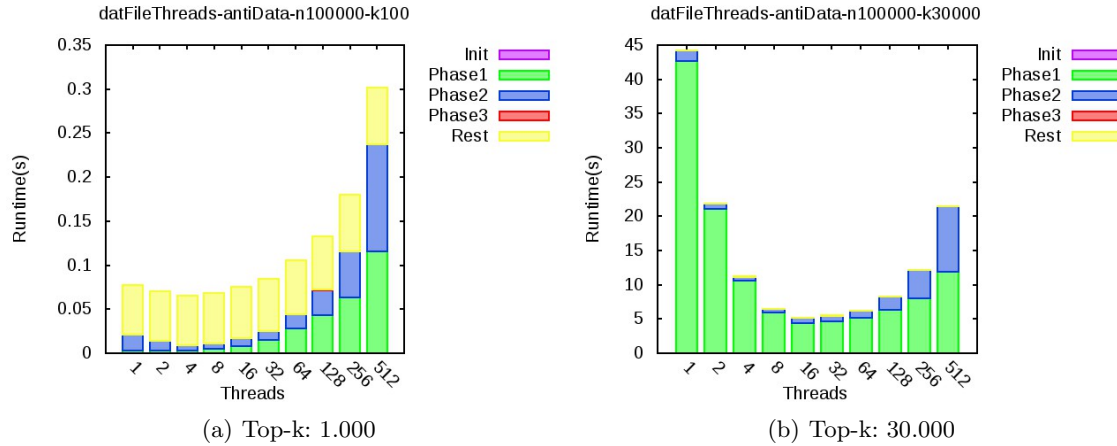 datFileThreads-antiData-n100000-k100
Runtime(s)
0.35
0.3
0.25
0.2
0.15
0.1
0.05
0
1 2 4 8 16 32 64 128 256 512
Threads
Init
Phase1
Phase2
Phase3
Rest
(a) Top-k: 1.000
datFileThreads-antiData-n100000-k30000
Runtime(s)
45
40
35
30
25
20
15
10
5
0
1 2 4 8 16 32 64 128 256 512
Threads
Init
Phase1
Phase2
Phase3
Rest
(b) Top-k: 30.000